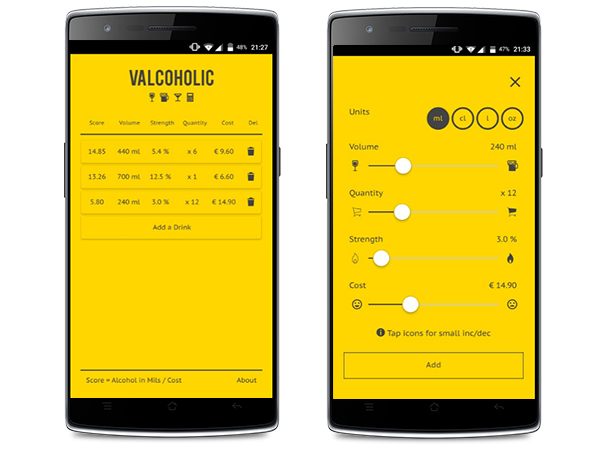 48% 21:27
VALCOHOLIC
Score Volume Strength Quantity Cost Del.
14.85 440 ml 5.4 % x 6 € 9.60
13.26 700 ml 12.5 % x 1 € 6.60
5.80 240 ml 3.0 % x 12 € 14.90
Add a Drink
Score = Alcohol in Mils / Cost About
47% 21:33
Units ml cl l oz
Volume 240 ml
Quantity x 12
Strength 3.0 %
Cost € 14.90
Tap icons for small inc/dec
Add